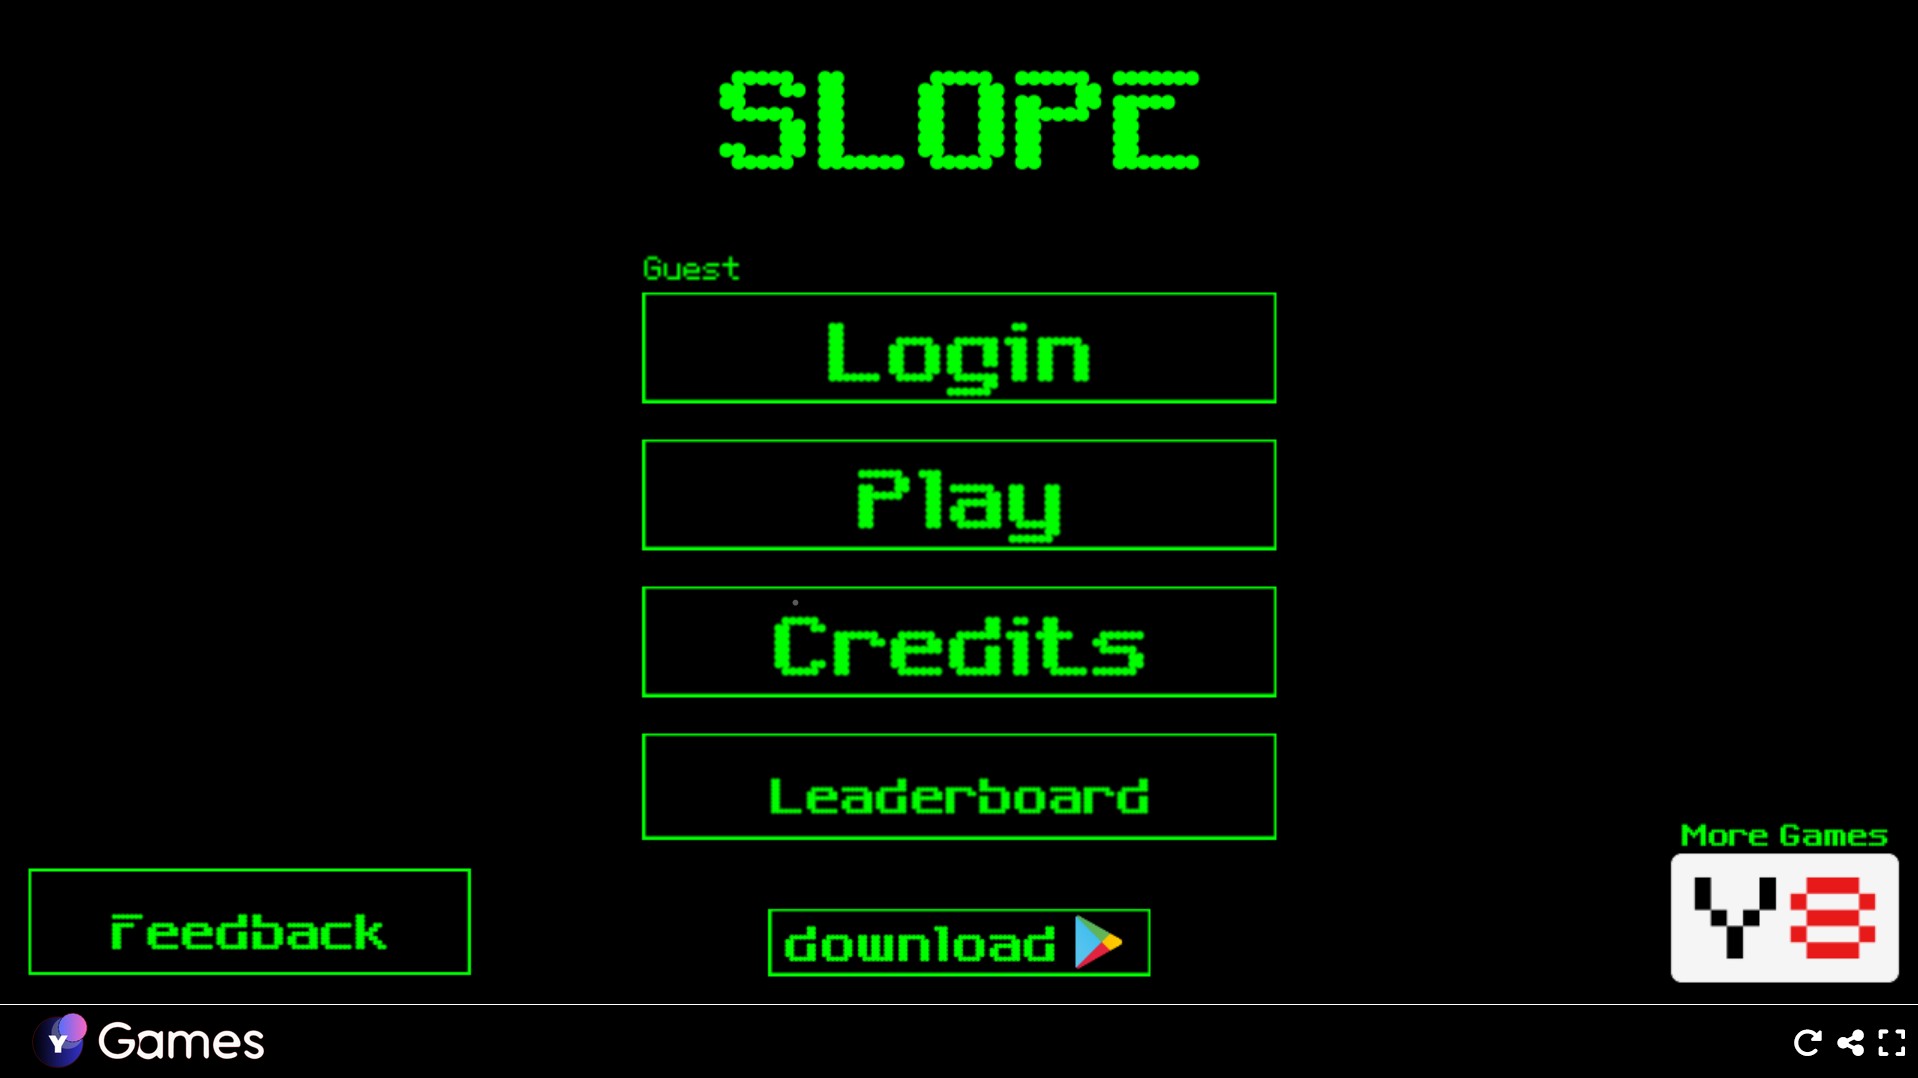 SLOPE
Guest
Login
Play
Credits
Leaderboard
Feedback
download
More Games
Y8
Y Games